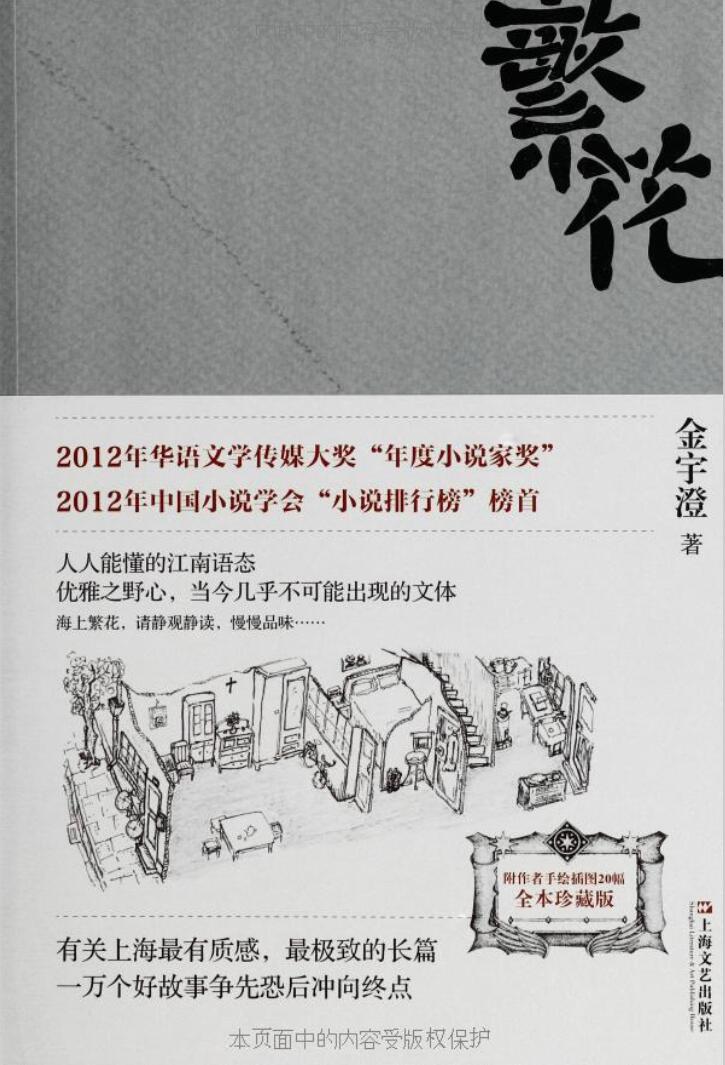 繁花
金宇澄 著
2012年华语文学传媒大奖“年度小说家奖”
2012年中国小说学会“小说排行榜”榜首
人人能懂的江南语态
优雅之野心，当今几乎不可能出现的文体
海上繁花，请静观静读，慢慢品味……
附作者手绘插图20幅
全本珍藏版
有关上海最有质感，最极致的长篇
一万个好故事争先恐后冲向终点
上海文艺出版社
Shanghai Literature & Art Publishing House
本页面中的内容受版权保护